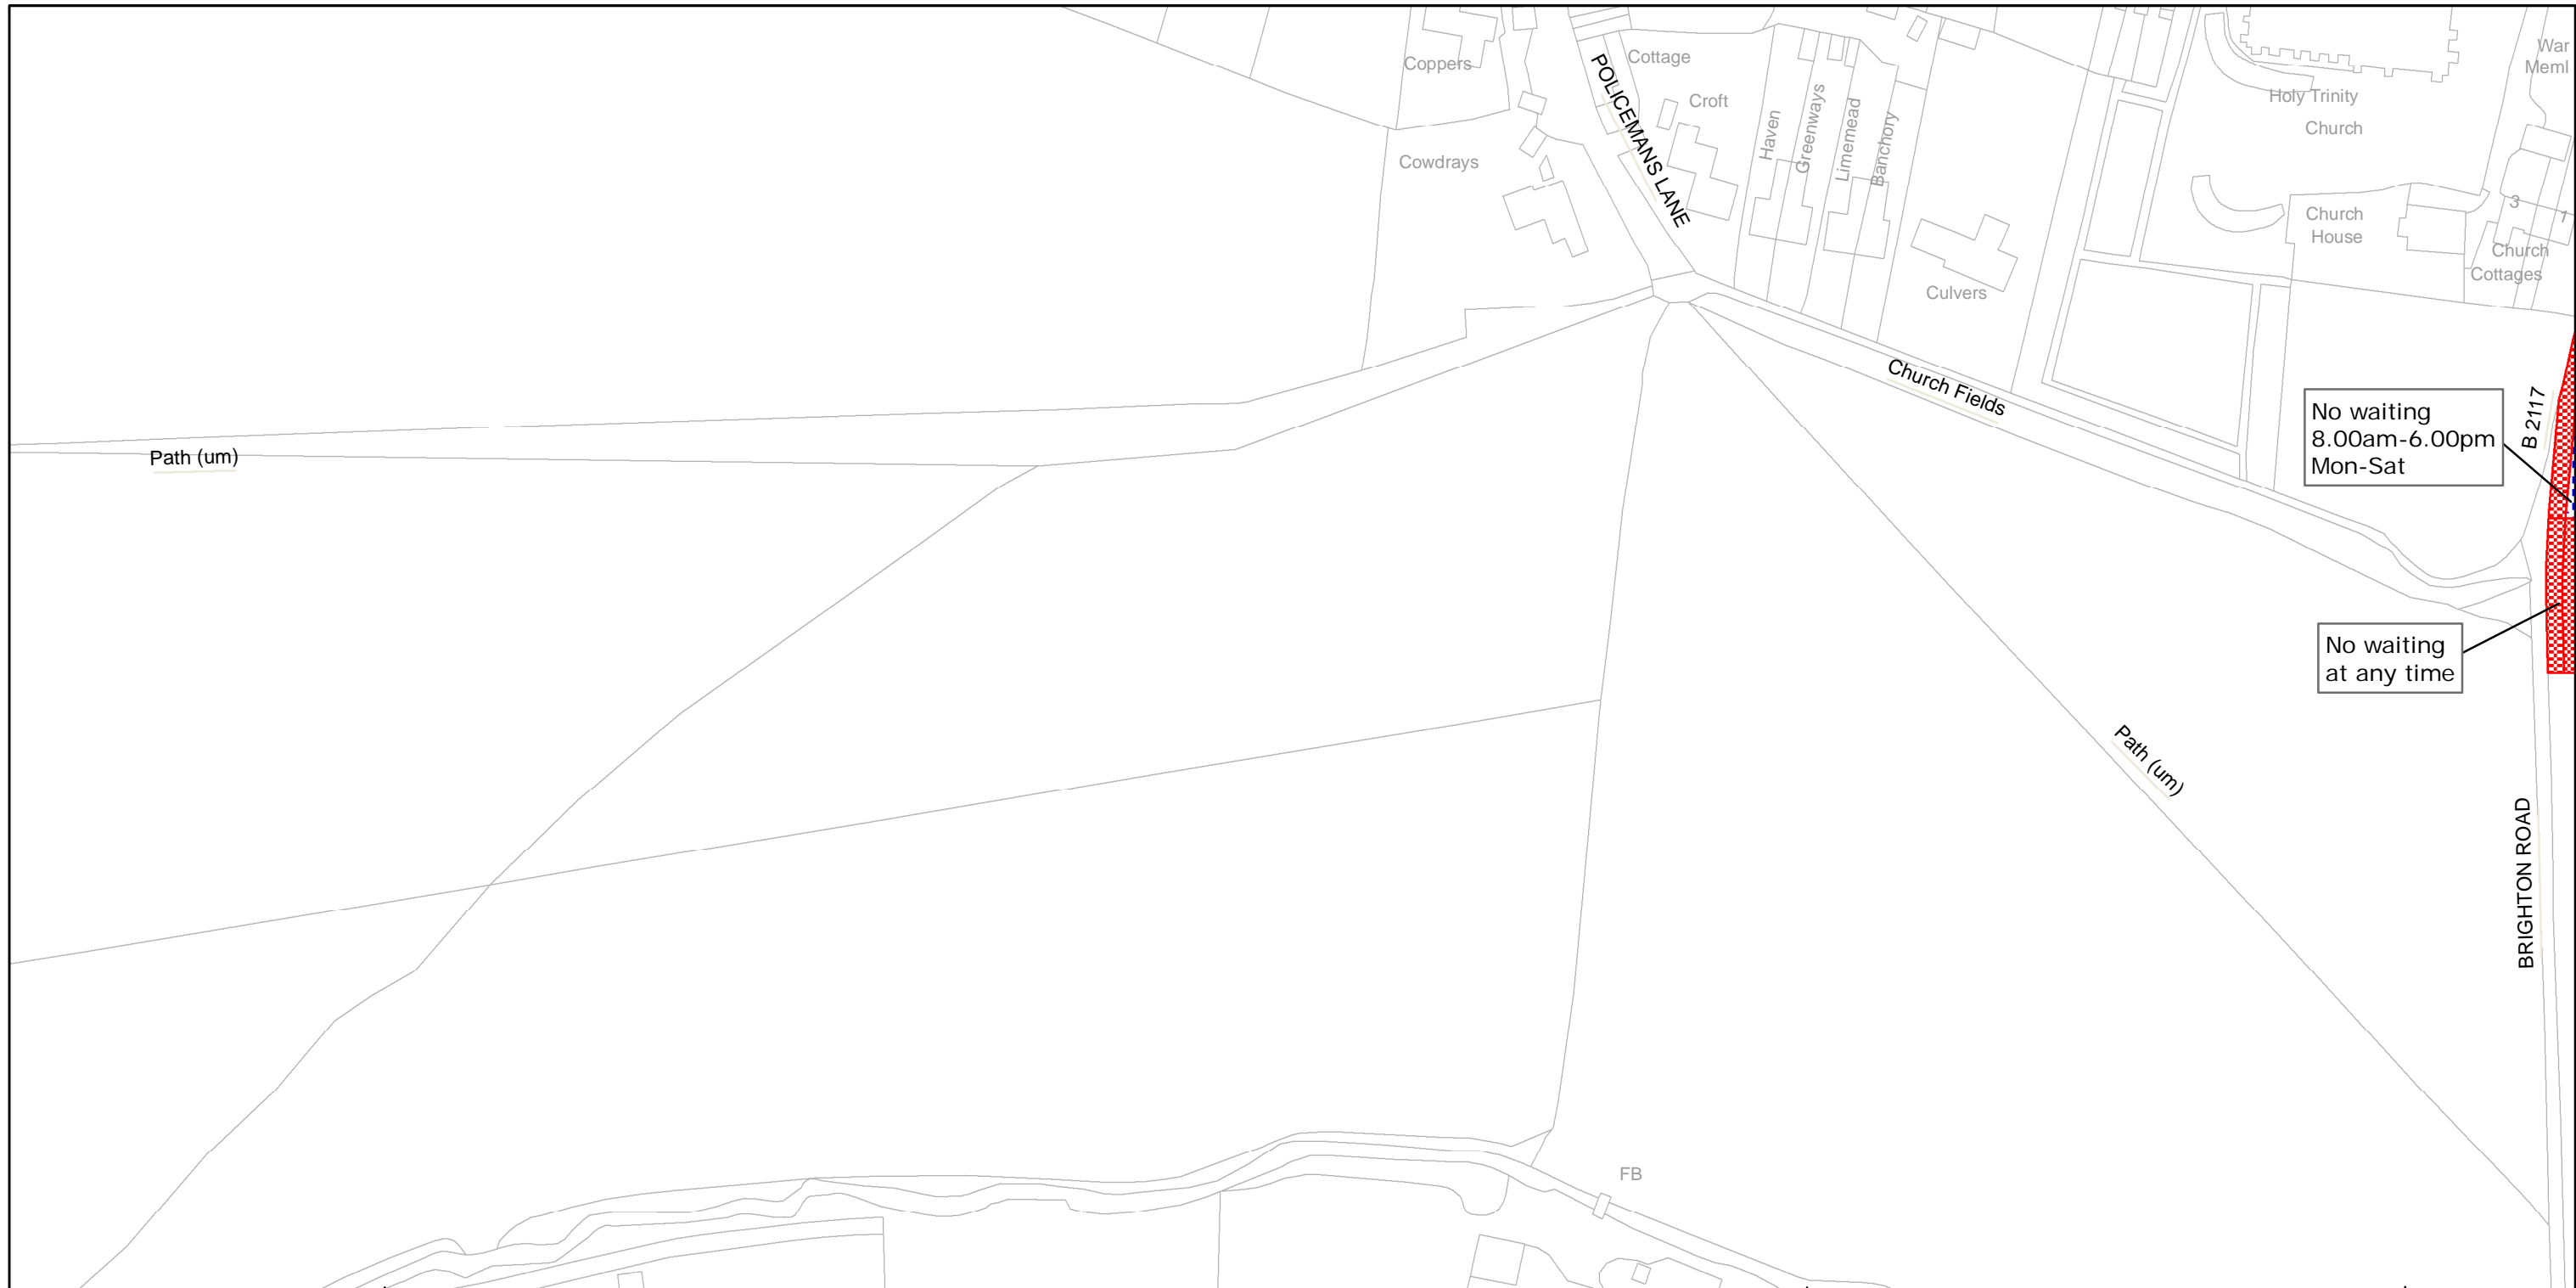 War
Meml
Coppers
Cottage
POLICEMANS LANE
Croft
Holy Trinity
Church
Haven
Greenways
Limemead
Banchory
Cowdrays
3
1
Church
House
Church
Cottages
Culvers
Church Fields
B 2117
No waiting
8.00am-6.00pm
Mon-Sat
Path (um)
No waiting
at any time
Path (um)
BRIGHTON ROAD
FB